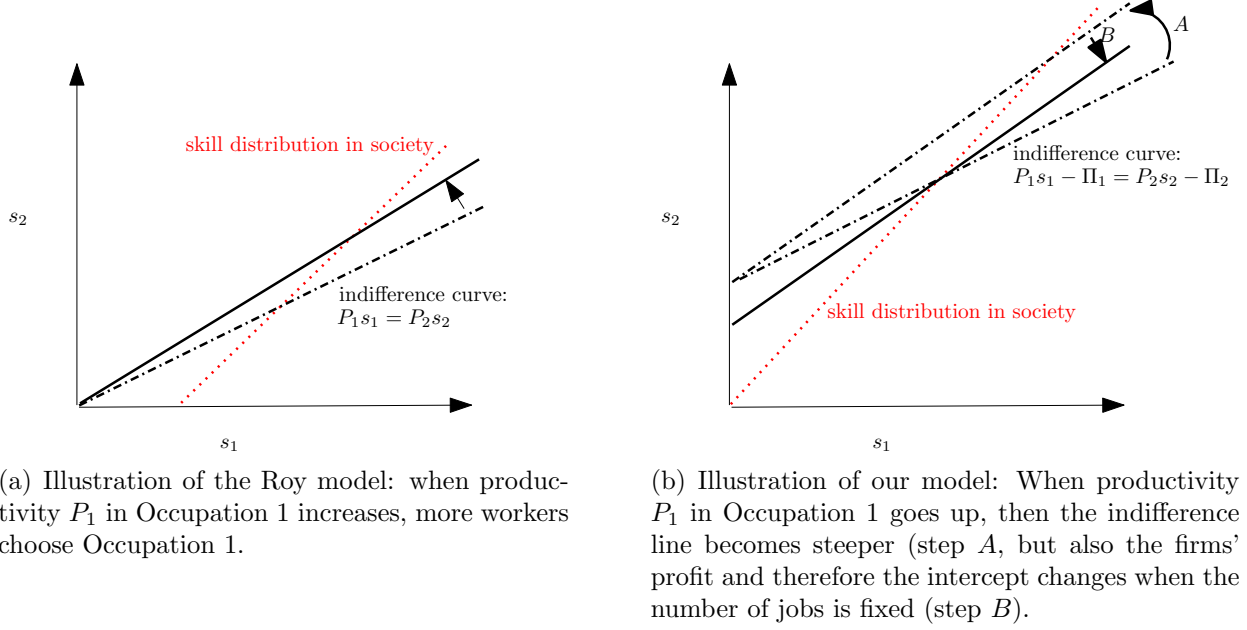 skill distribution in society
s₂
indifference curve:
P₁s₁ = P₂s₂
s₁
(a) Illustration of the Roy model: when produc-
tivity P₁ in Occupation 1 increases, more workers
choose Occupation 1.
A
B
indifference curve:
P₁s₁ − Π₁ = P₂s₂ − Π₂
s₂
skill distribution in society
s₁
(b) Illustration of our model: When productivity
P₁ in Occupation 1 goes up, then the indifference
line becomes steeper (step A, but also the firms’
profit and therefore the intercept changes when the
number of jobs is fixed (step B).